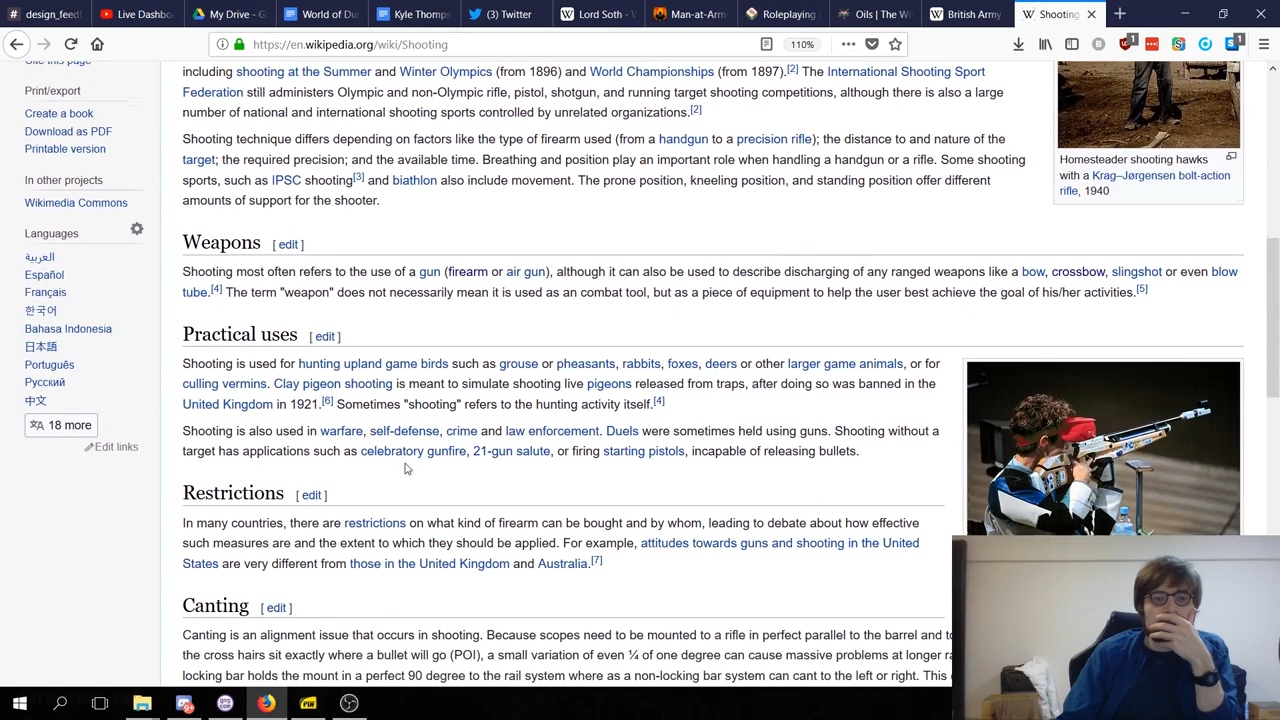 design_feed
Live Dashbo
My Drive - G
World of Du
Kyle Thomps
(3) Twitter
Lord Soth -
Man-at-Arm
Roleplaying
Oils | The W
British Army
Shooting
https://en.wikipedia.org/wiki/Shooting
110%
1
1
Cite this page
Print/export
Create a book
Download as PDF
Printable version
In other projects
Wikimedia Commons
Languages
العربية
Español
Français
한국어
Bahasa Indonesia
日本語
Português
Русский
中文
18 more
Edit links
including shooting at the Summer and Winter Olympics (from 1896) and World Championships (from 1897).[2] The International Shooting Sport
Federation still administers Olympic and non-Olympic rifle, pistol, shotgun, and running target shooting competitions, although there is also a large
number of national and international shooting sports controlled by unrelated organizations.[2]
Shooting technique differs depending on factors like the type of firearm used (from a handgun to a precision rifle); the distance to and nature of the
target; the required precision; and the available time. Breathing and position play an important role when handling a handgun or a rifle. Some shooting
sports, such as IPSC shooting[3] and biathlon also include movement. The prone position, kneeling position, and standing position offer different
amounts of support for the shooter.
Homesteader shooting hawks
with a Krag–Jørgensen bolt-action
rifle, 1940
Weapons [ edit ]
Shooting most often refers to the use of a gun (firearm or air gun), although it can also be used to describe discharging of any ranged weapons like a bow, crossbow, slingshot or even blow
tube.[4] The term "weapon" does not necessarily mean it is used as an combat tool, but as a piece of equipment to help the user best achieve the goal of his/her activities.[5]
Practical uses [ edit ]
Shooting is used for hunting upland game birds such as grouse or pheasants, rabbits, foxes, deers or other larger game animals, or for
culling vermins. Clay pigeon shooting is meant to simulate shooting live pigeons released from traps, after doing so was banned in the
United Kingdom in 1921.[6] Sometimes "shooting" refers to the hunting activity itself.[4]
Shooting is also used in warfare, self-defense, crime and law enforcement. Duels were sometimes held using guns. Shooting without a
target has applications such as celebratory gunfire, 21-gun salute, or firing starting pistols, incapable of releasing bullets.
Restrictions [ edit ]
In many countries, there are restrictions on what kind of firearm can be bought and by whom, leading to debate about how effective
such measures are and the extent to which they should be applied. For example, attitudes towards guns and shooting in the United
States are very different from those in the United Kingdom and Australia.[7]
Canting [ edit ]
Canting is an alignment issue that occurs in shooting. Because scopes need to be mounted to a rifle in perfect parallel to the barrel and to
the cross hairs sit exactly where a bullet will go (POI), a small variation of even ¼ of one degree can cause massive problems at longer ra
locking bar holds the mount in a perfect 90 degree to the rail system where as a non-locking bar system can cant to the left or right. This